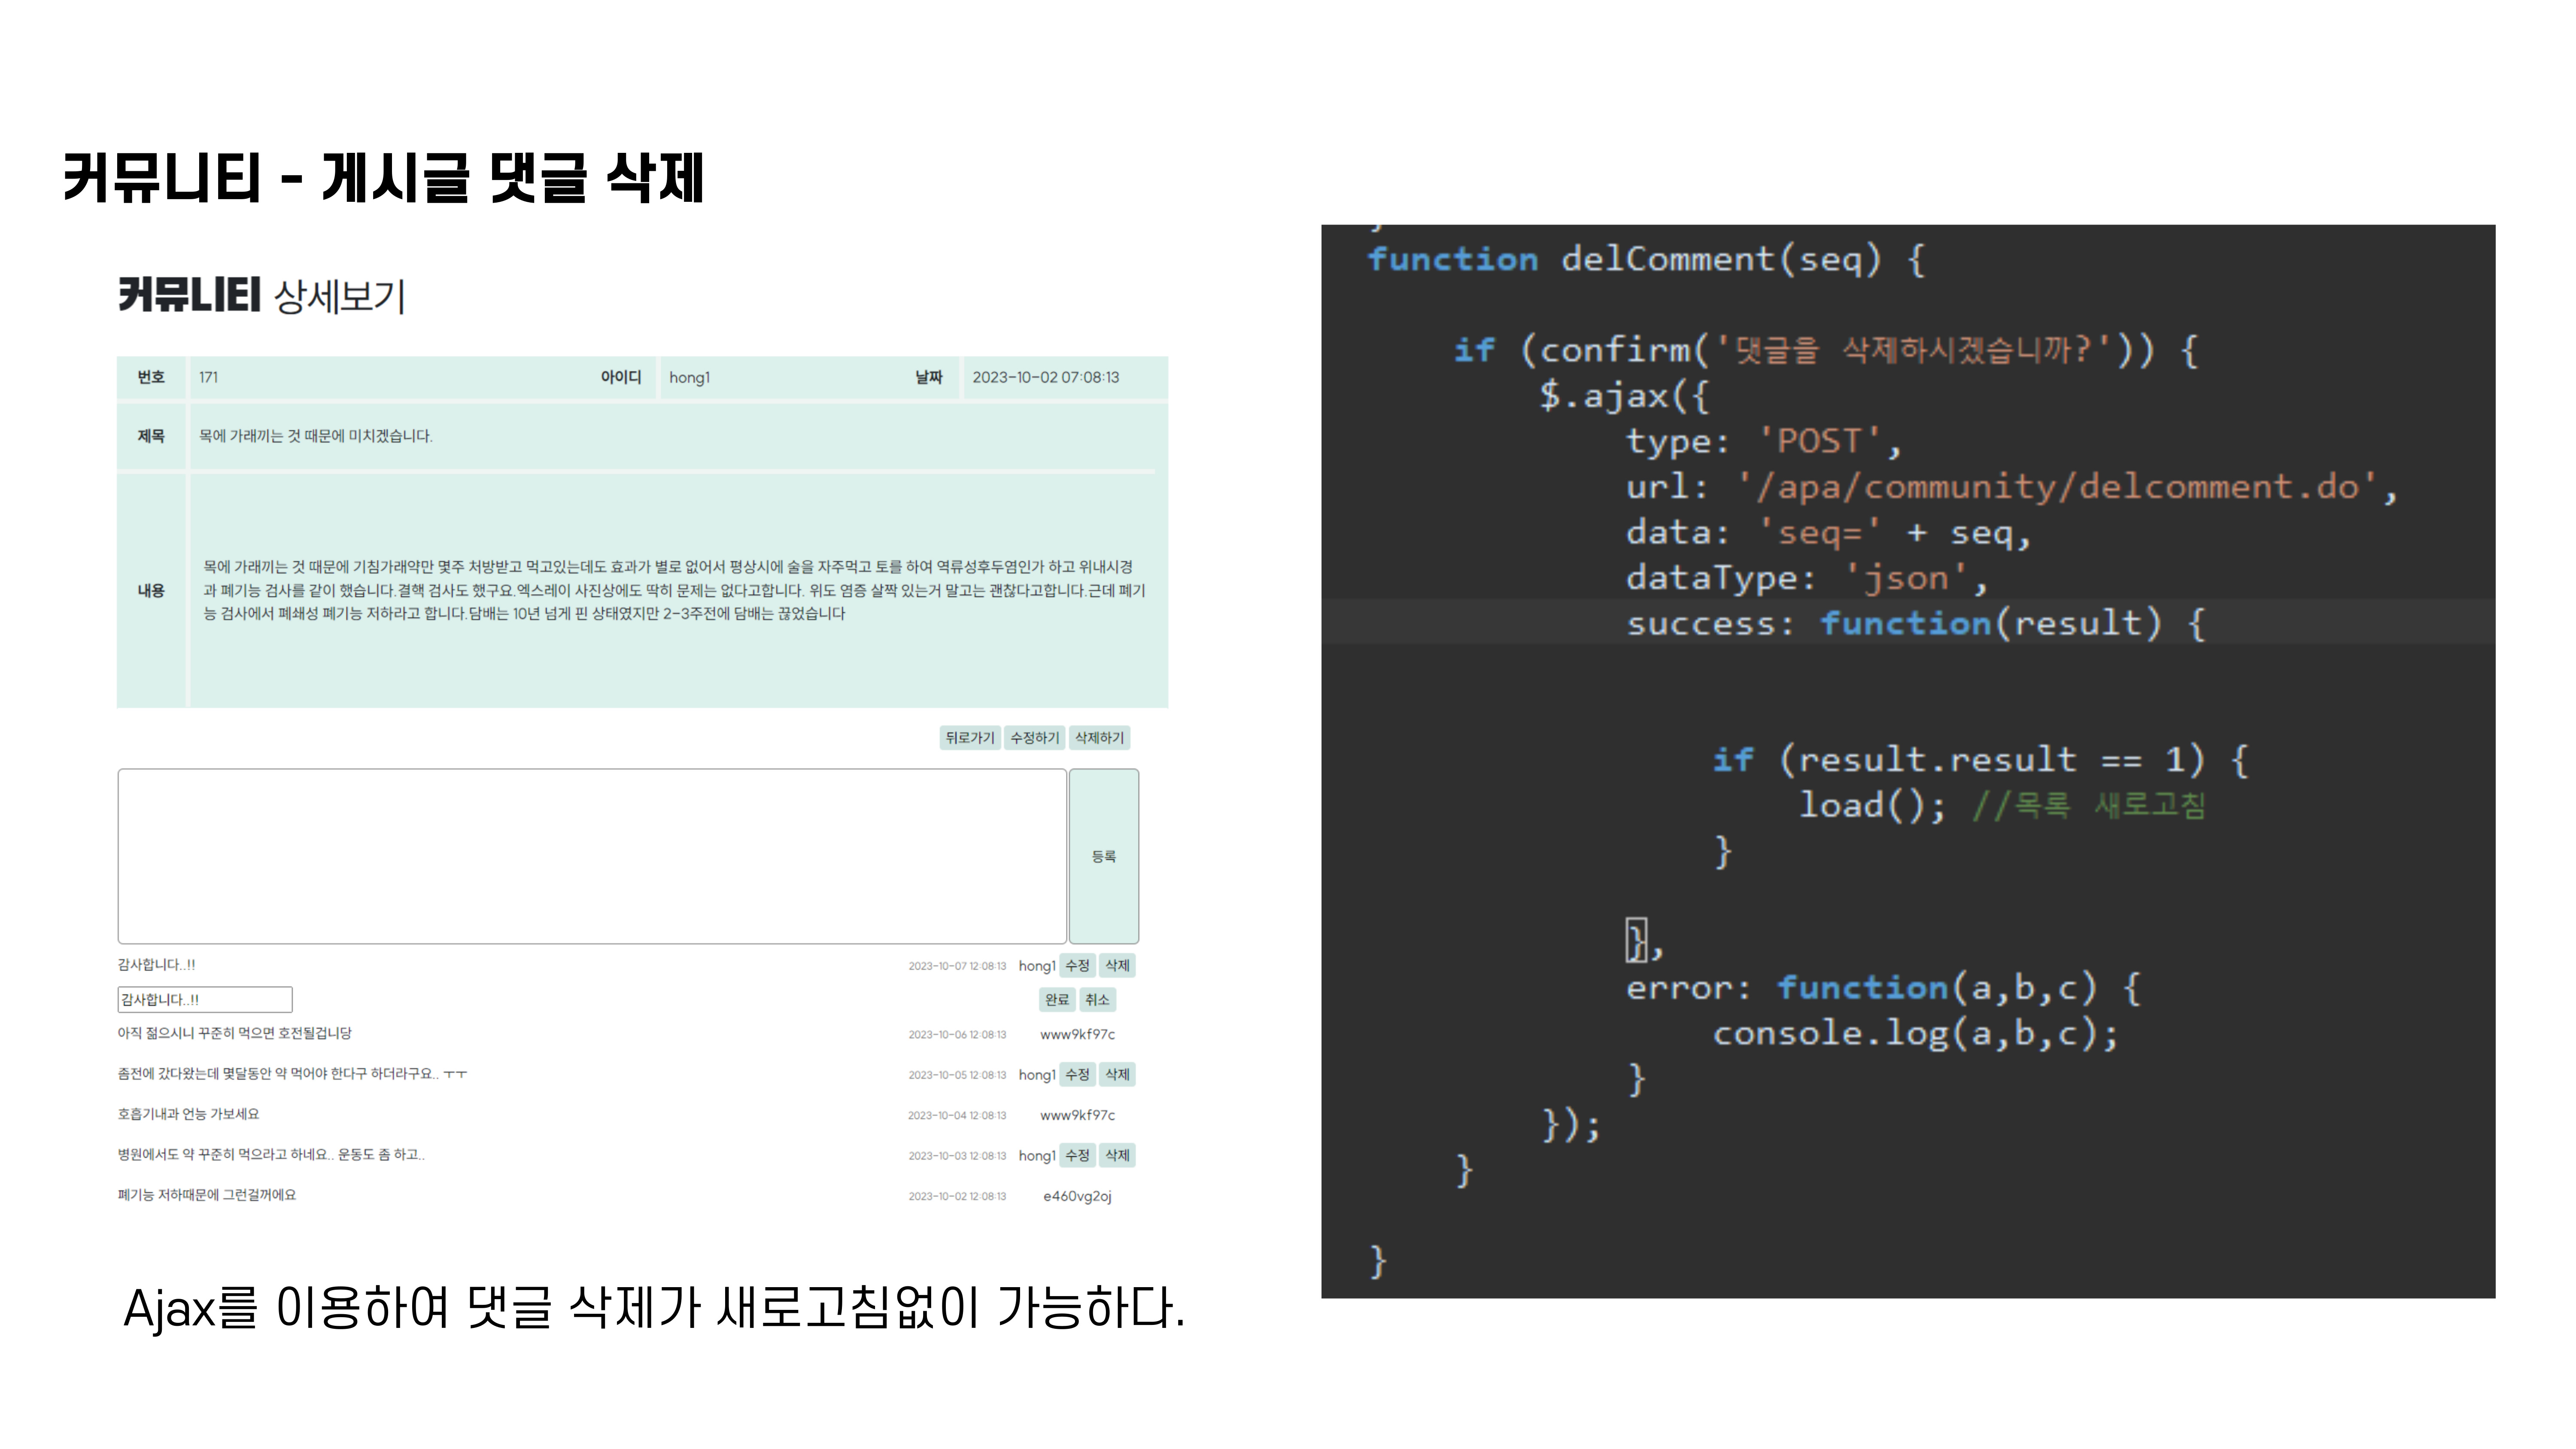 커뮤니티 - 게시글 댓글 삭제
커뮤니티 상세보기
번호 171 아이디 hong1 날짜 2023-10-02 07:08:13
제목 목에 가래끼는 것 때문에 미치겠습니다.
내용
목에 가래끼는 것 때문에 기침가래약만 몇주 처방받고 먹고있는데도 효과가 별로 없어서 평상시에 술을 자주먹고 토를 하여 역류성후두염인가 하고 위내시경
과 폐기능 검사를 같이 했습니다.결핵 검사도 했구요.엑스레이 사진상에도 딱히 문제는 없다고합니다. 위도 염증 살짝 있는거 말고는 괜찮다고합니다.근데 폐기
능 검사에서 폐쇄성 폐기능 저하라고 합니다.담배는 10년 넘게 핀 상태였지만 2-3주전에 담배는 끊었습니다
뒤로가기 수정하기 삭제하기
등록
감사합니다..!! 2023-10-07 12:08:13 hong1 수정 삭제
감사합니다..!! 완료 취소
아직 젊으시니 꾸준히 먹으면 호전될겁니당 2023-10-06 12:08:13 www9kf97c
좀전에 갔다왔는데 몇달동안 약 먹어야 한다구 하더라구요.. ㅜㅜ 2023-10-05 12:08:13 hong1 수정 삭제
호흡기내과 언능 가보세요 2023-10-04 12:08:13 www9kf97c
병원에서도 약 꾸준히 먹으라고 하네요.. 운동도 좀 하고.. 2023-10-03 12:08:13 hong1 수정 삭제
폐기능 저하때문에 그런걸꺼에요 2023-10-02 12:08:13 e460vg2oj
Ajax를 이용하여 댓글 삭제가 새로고침없이 가능하다.
function delComment(seq) {
if (confirm('댓글을 삭제하시겠습니까?')) {
$.ajax({
type: 'POST',
url: '/apa/community/delcomment.do',
data: 'seq=' + seq,
dataType: 'json',
success: function(result) {
if (result.result == 1) {
load(); //목록 새로고침
}
},
error: function(a,b,c) {
console.log(a,b,c);
}
});
}
}